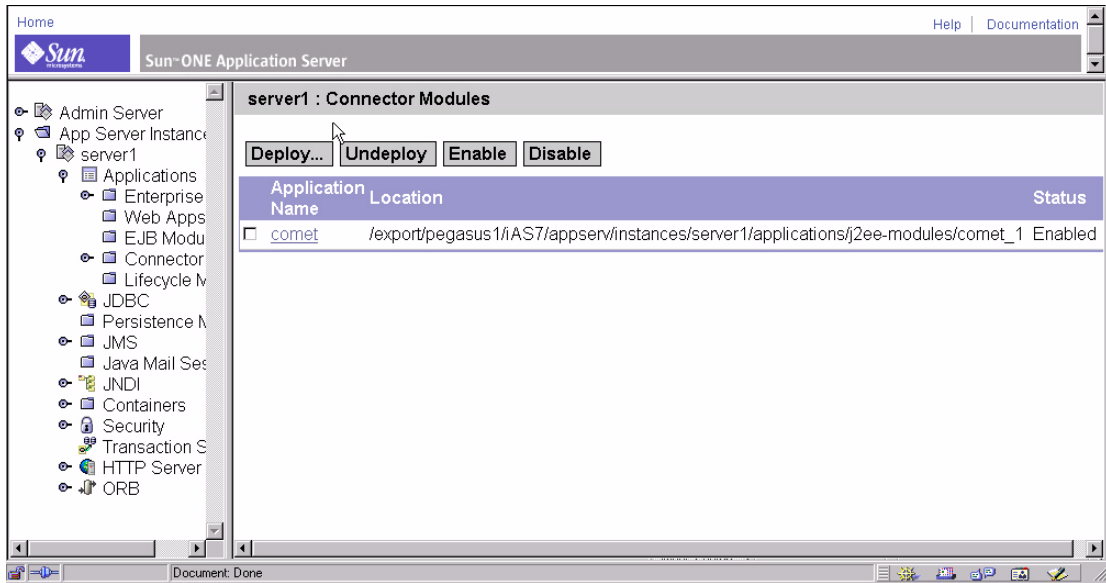 Home
Help | Documentation
Sun
microsystems
Sun™ ONE Application Server
Admin Server
App Server Instance
server1
Applications
Enterprise
Web Apps
EJB Modu
Connector
Lifecycle M
JDBC
Persistence M
JMS
Java Mail Ses
JNDI
Containers
Security
Transaction S
HTTP Server
ORB
server1 : Connector Modules
Deploy... Undeploy Enable Disable
Application Name Location Status
comet /export/pegasus1/iAS7/appserv/instances/server1/applications/j2ee-modules/comet_1 Enabled
Document: Done